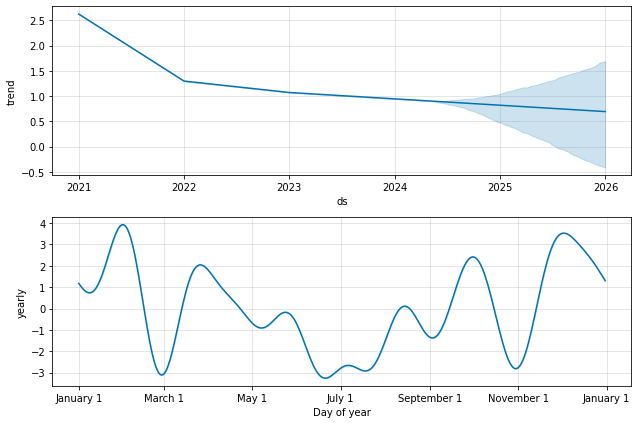 2.5
2.0
1.5
1.0
0.5
0.0
−0.5
trend
2021
2022
2023
2024
2025
2026
ds
4
3
2
1
0
−1
−2
−3
yearly
January 1
March 1
May 1
July 1
September 1
November 1
January 1
Day of year